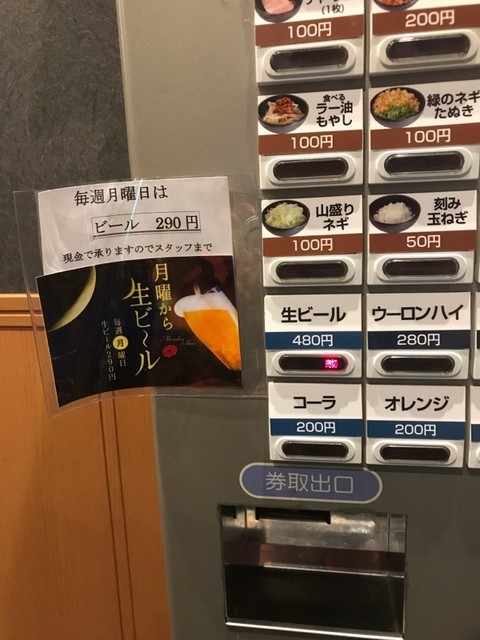 (1枚)
100円
200円
食べる
ラー油
もやし
100円
緑のネギ
たぬき
100円
山盛り
ネギ
100円
刻み
玉ねぎ
50円
生ビール
480円
ウーロンハイ
280円
コーラ
200円
オレンジ
200円
券取出口
毎週月曜日は
ビール 290円
現金で承りますのでスタッフまで
月曜から
生ビ〜ル
毎週月曜日
生ビール290円